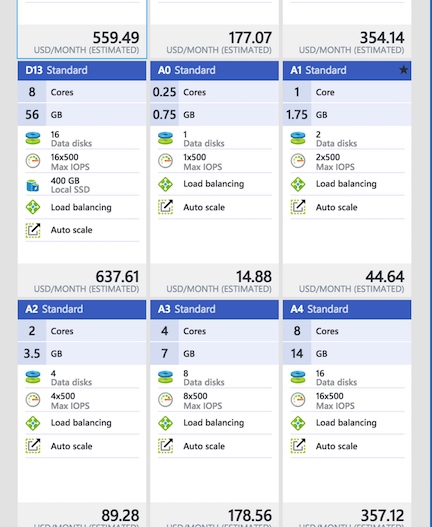 559.49
USD/MONTH (ESTIMATED)
177.07
USD/MONTH (ESTIMATED)
354.14
USD/MONTH (ESTIMATED)
D13 Standard
8 Cores
56 GB
16
Data disks
16x500
Max IOPS
400 GB
Local SSD
Load balancing
Auto scale
637.61
USD/MONTH (ESTIMATED)
A0 Standard
0.25 Cores
0.75 GB
1
Data disks
1x500
Max IOPS
Load balancing
Auto scale
14.88
USD/MONTH (ESTIMATED)
A1 Standard
1 Core
1.75 GB
2
Data disks
2x500
Max IOPS
Load balancing
Auto scale
44.64
USD/MONTH (ESTIMATED)
A2 Standard
2 Cores
3.5 GB
4
Data disks
4x500
Max IOPS
Load balancing
Auto scale
89.28
USD/MONTH (ESTIMATED)
A3 Standard
4 Cores
7 GB
8
Data disks
8x500
Max IOPS
Load balancing
Auto scale
178.56
USD/MONTH (ESTIMATED)
A4 Standard
8 Cores
14 GB
16
Data disks
16x500
Max IOPS
Load balancing
Auto scale
357.12
USD/MONTH (ESTIMATED)